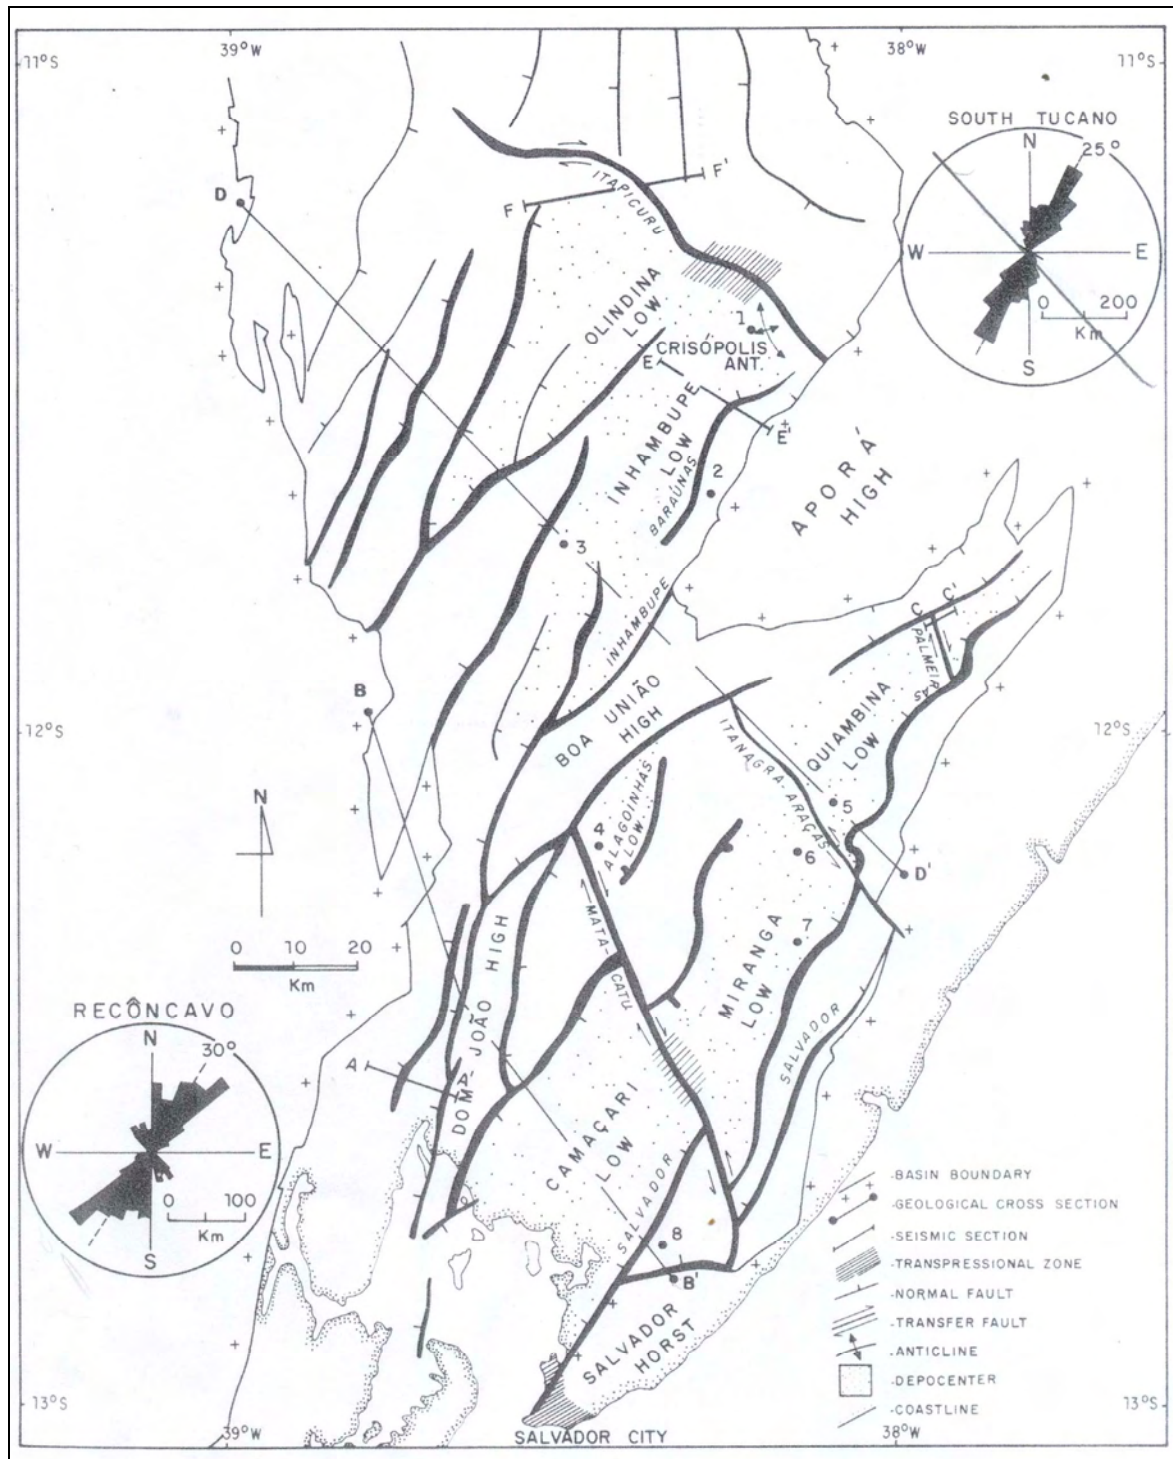 39°W
38°W
11°S
11°S
SOUTH TUCANO
N
25°
W
E
0 200
Km
S
D
F
F'
ITAPICURÚ
OLINDINA
LOW
1
CRISÓPOLIS
ANT.
E
E'
INHAMBUPE
LOW
BARAÚNAS
2
APORÁ
HIGH
3
INHAMBUPE
C
C'
PALMEIRAS
B
BOA UNIÃO
HIGH
QUIAMBINA
LOW
12°S
12°S
ITANAGRA-ARAÇAS
N
ALAGOINHAS
LOW
4
5
6
D'
0 10 20
Km
MATA-
CATU
7
MIRANGA
LOW
RECÔNCAVO
N
30°
W
E
0 100
Km
S
DOM JOÃO HIGH
A
A'
SALVADOR
CAMAÇARI
LOW
SALVADOR
8
B'
SALVADOR
HORST
-BASIN BOUNDARY
-GEOLOGICAL CROSS SECTION
-SEISMIC SECTION
-TRANSPRESSIONAL ZONE
-NORMAL FAULT
-TRANSFER FAULT
-ANTICLINE
-DEPOCENTER
-COASTLINE
13°S
13°S
39°W
38°W
SALVADOR CITY